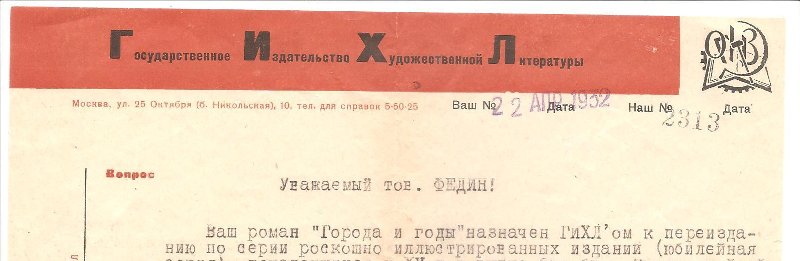 Государственное Издательство Художественной Литературы
Москва, ул. 25 Октября (б. Никольская), 10. тел. для справок 5-50-25 Ваш № Дата Наш № Дата
22 АПР 1932
2313
Вопрос
Уважаемый тов. ФЕДИН!
Ваш роман "Города и годы" назначен ГиХЛ'ом к переизда-
нию по серии роскошно иллюстрированных издании (юбилейная